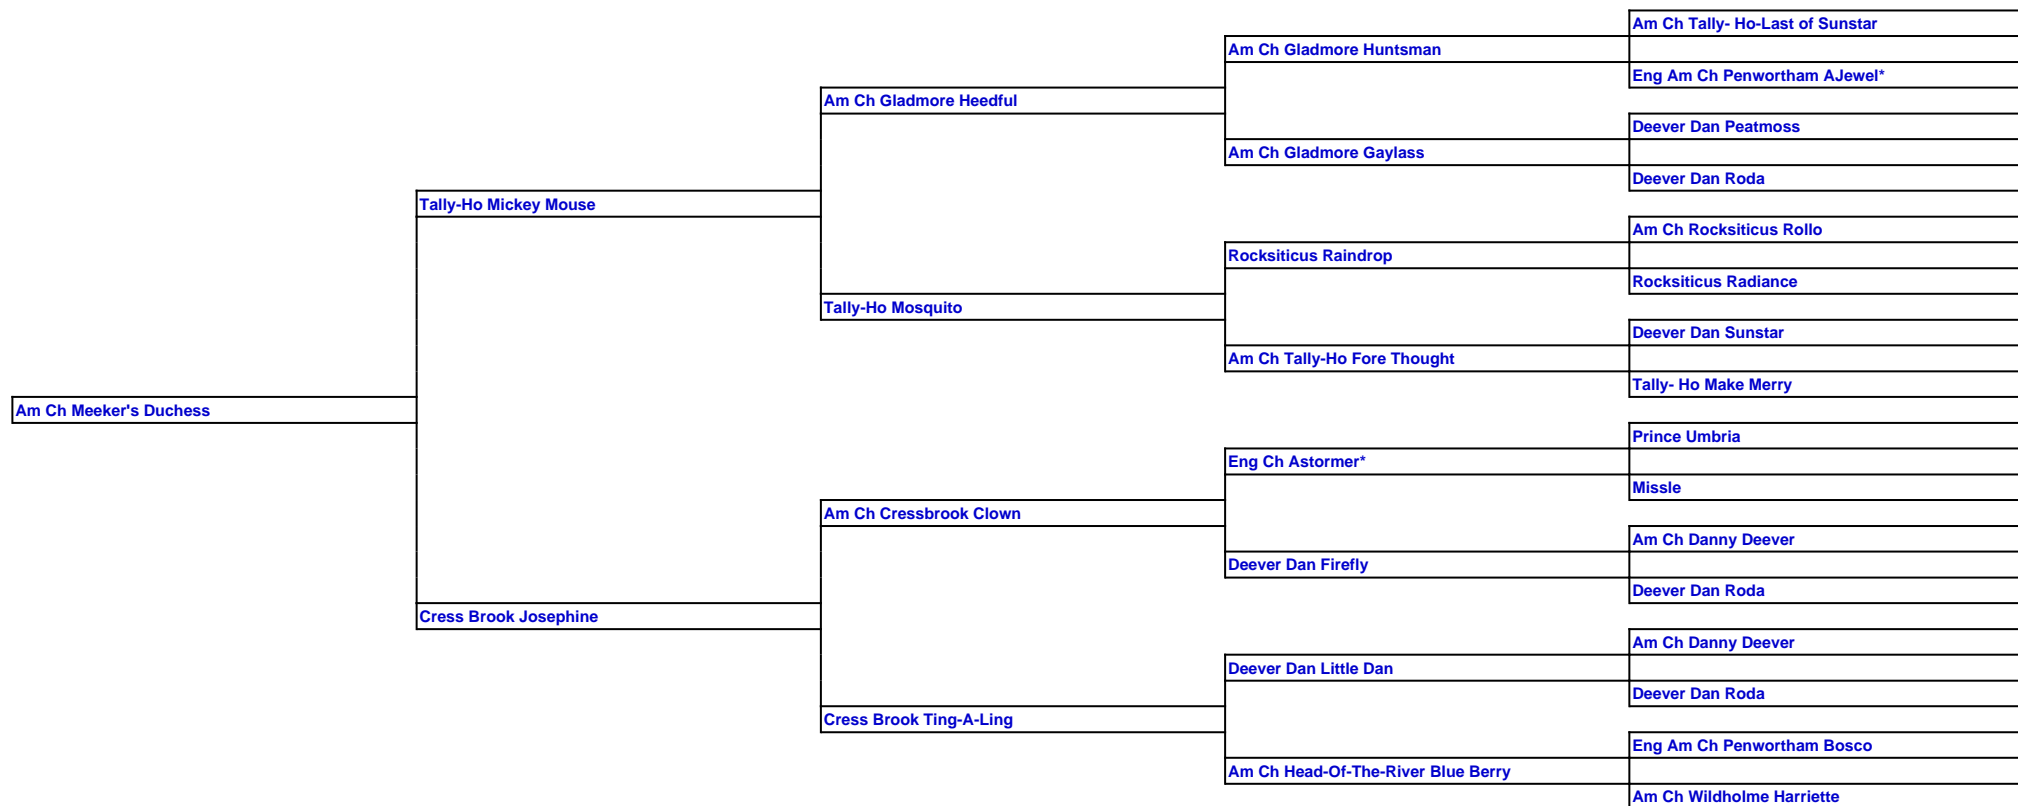 Am Ch Tally- Ho-Last of Sunstar
Am Ch Gladmore Huntsman
Eng Am Ch Penwortham AJewel*
Am Ch Gladmore Heedful
Deever Dan Peatmoss
Am Ch Gladmore Gaylass
Deever Dan Roda
Tally-Ho Mickey Mouse
Am Ch Rocksiticus Rollo
Rocksiticus Raindrop
Rocksiticus Radiance
Tally-Ho Mosquito
Deever Dan Sunstar
Am Ch Tally-Ho Fore Thought
Tally- Ho Make Merry
Am Ch Meeker's Duchess
Prince Umbria
Eng Ch Astormer*
Missle
Am Ch Cressbrook Clown
Am Ch Danny Deever
Deever Dan Firefly
Deever Dan Roda
Cress Brook Josephine
Am Ch Danny Deever
Deever Dan Little Dan
Deever Dan Roda
Cress Brook Ting-A-Ling
Eng Am Ch Penwortham Bosco
Am Ch Head-Of-The-River Blue Berry
Am Ch Wildholme Harriette